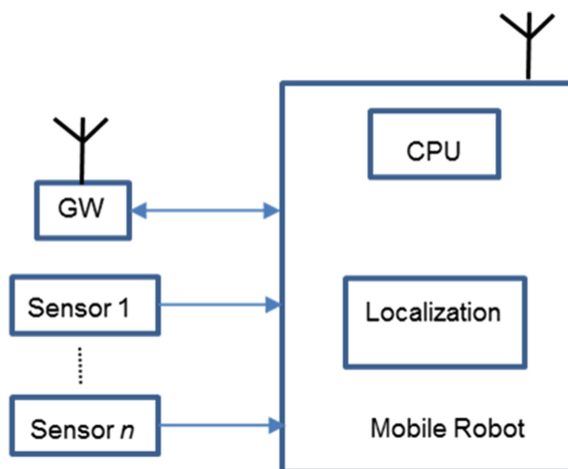 CPU
GW
Sensor 1
Localization
Sensor n
Mobile Robot